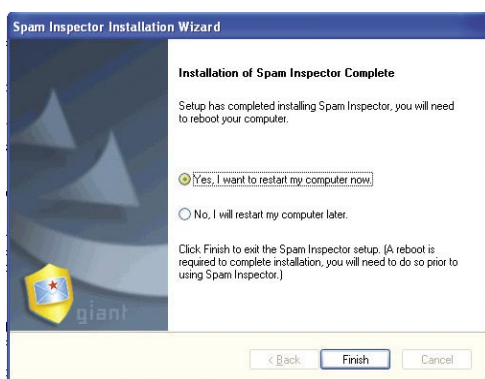 Spam Inspector Installation Wizard
Installation of Spam Inspector Complete
Setup has completed installing Spam Inspector, you will need
to reboot your computer.
Yes, I want to restart my computer now.
No, I will restart my computer later.
Click Finish to exit the Spam Inspector setup. (A reboot is
required to complete installation, you will need to do so prior to
using Spam Inspector.)
giant
< Back Finish Cancel